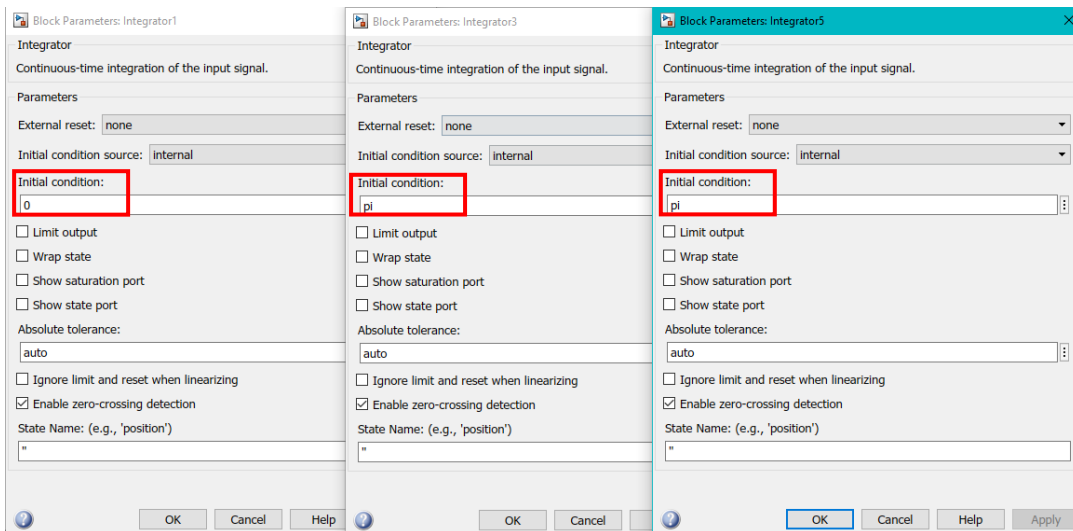 Block Parameters: Integrator1
Integrator
Continuous-time integration of the input signal.
Parameters
External reset: none
Initial condition source: internal
Initial condition:
0
Limit output
Wrap state
Show saturation port
Show state port
Absolute tolerance:
auto
Ignore limit and reset when linearizing
Enable zero-crossing detection
State Name: (e.g., 'position')
''
OK Cancel Help
Block Parameters: Integrator3
Integrator
Continuous-time integration of the input signal.
Parameters
External reset: none
Initial condition source: internal
Initial condition:
pi
Limit output
Wrap state
Show saturation port
Show state port
Absolute tolerance:
auto
Ignore limit and reset when linearizing
Enable zero-crossing detection
State Name: (e.g., 'position')
''
OK Cancel
Block Parameters: Integrator5
Integrator
Continuous-time integration of the input signal.
Parameters
External reset: none
Initial condition source: internal
Initial condition:
pi
Limit output
Wrap state
Show saturation port
Show state port
Absolute tolerance:
auto
Ignore limit and reset when linearizing
Enable zero-crossing detection
State Name: (e.g., 'position')
''
OK Cancel Help Apply